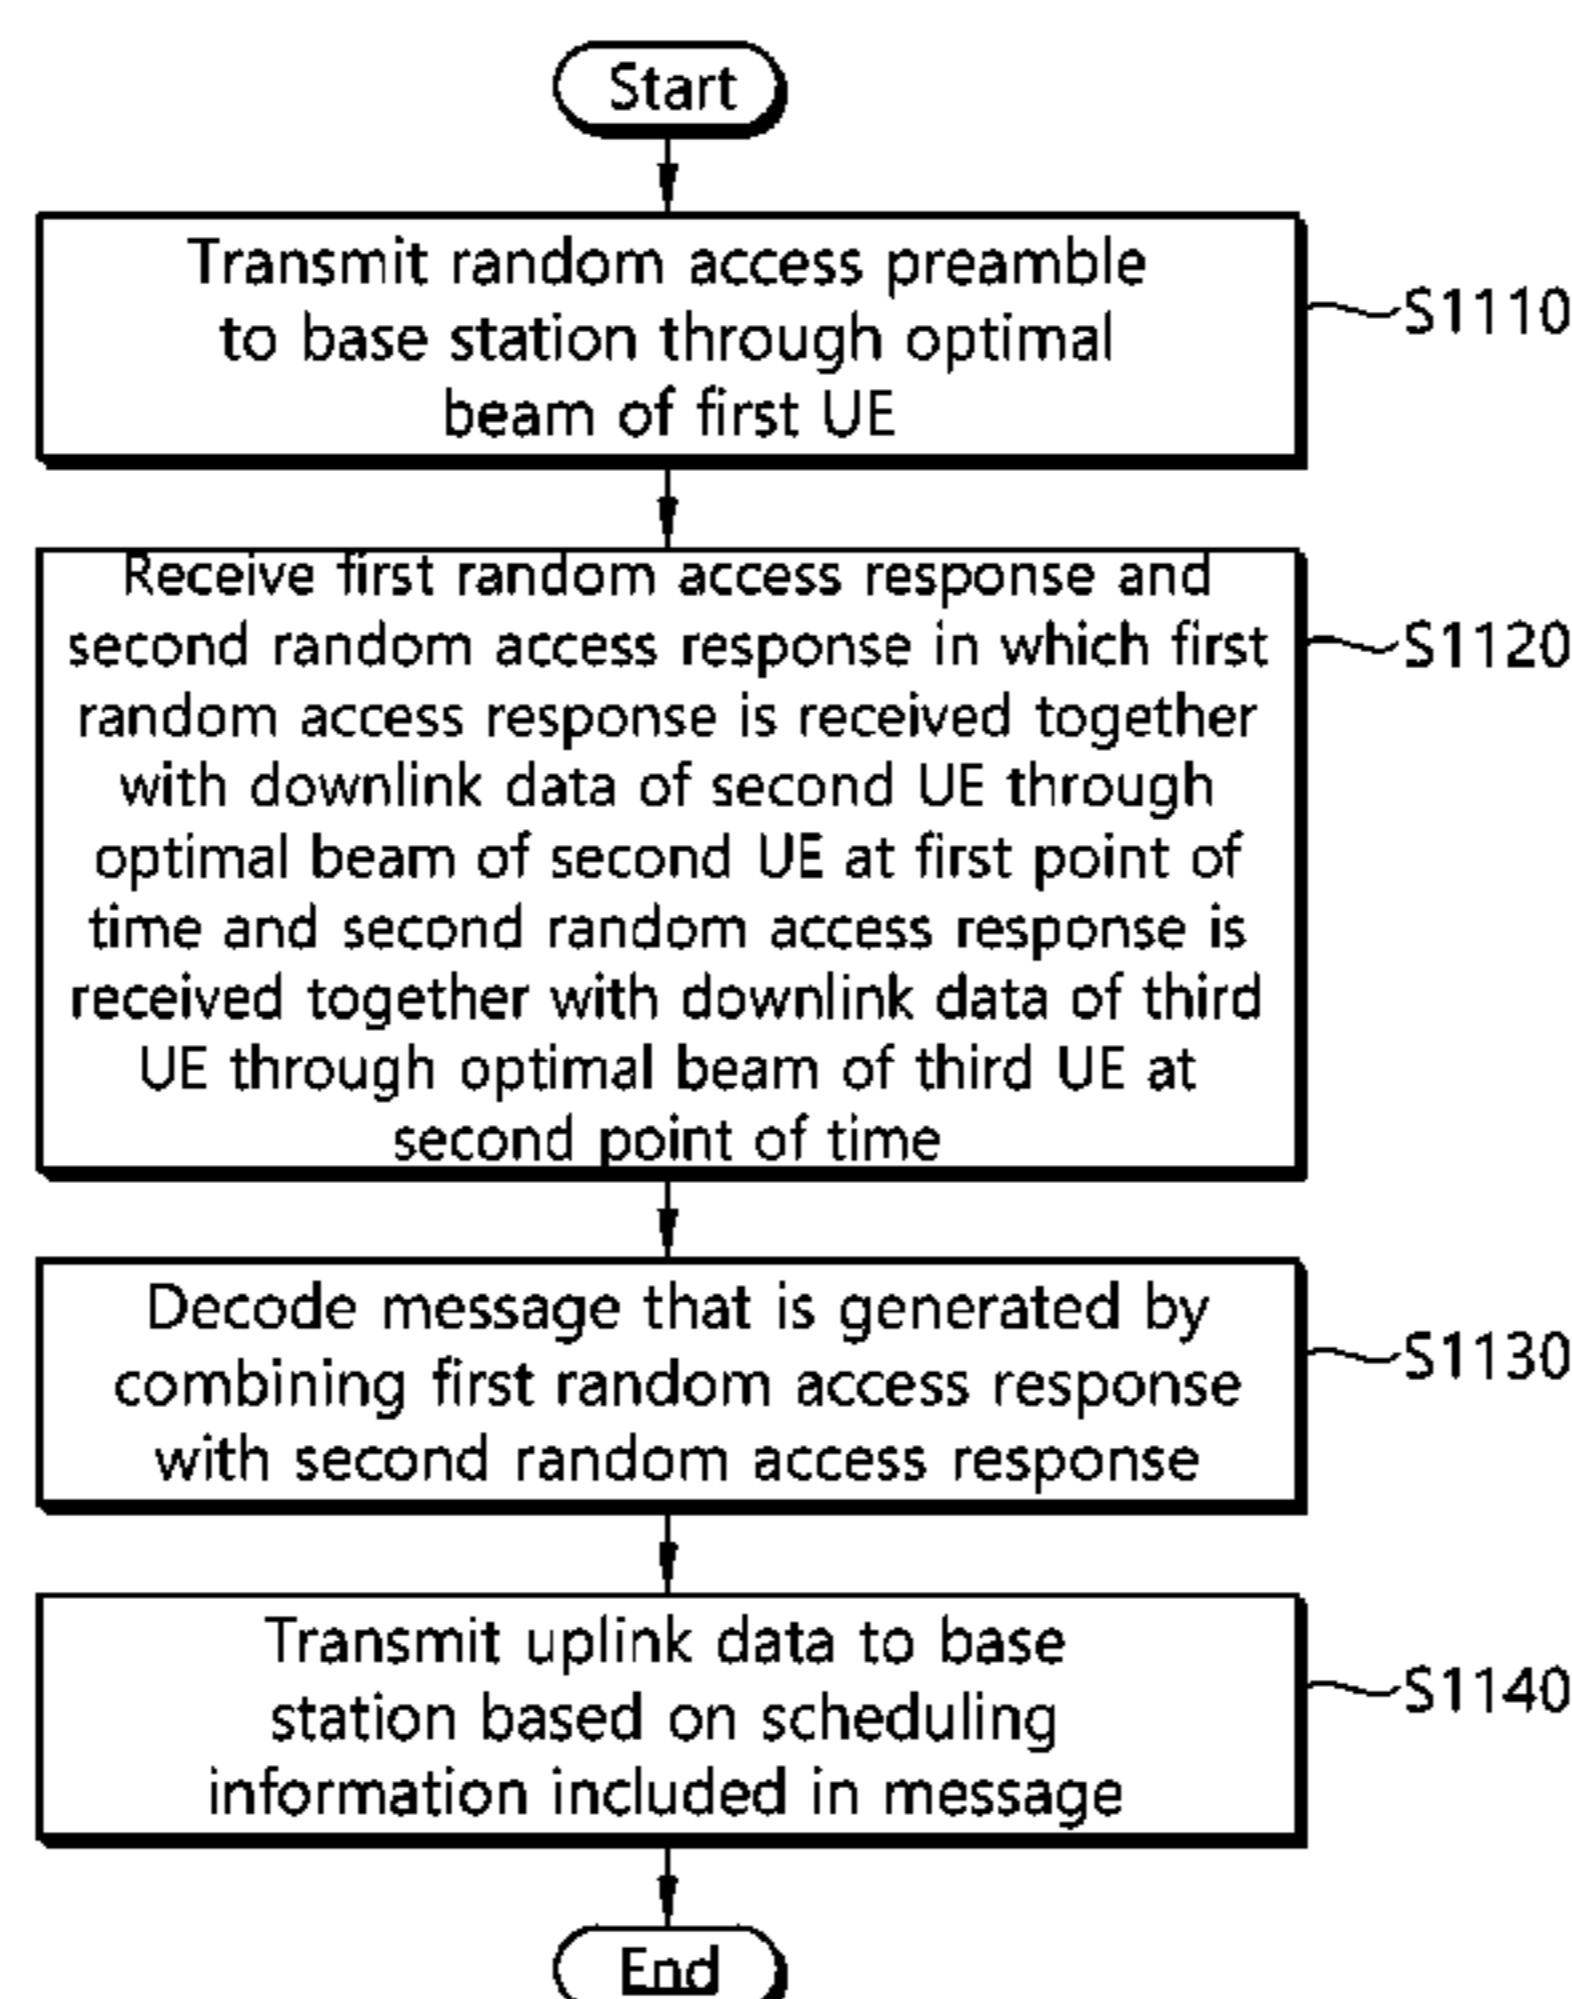 Start
Transmit random access preamble
to base station through optimal
beam of first UE
S1110
Receive first random access response and
second random access response in which first
random access response is received together
with downlink data of second UE through
optimal beam of second UE at first point of
time and second random access response is
received together with downlink data of third
UE through optimal beam of third UE at
second point of time
S1120
Decode message that is generated by
combining first random access response
with second random access response
S1130
Transmit uplink data to base
station based on scheduling
information included in message
S1140
End